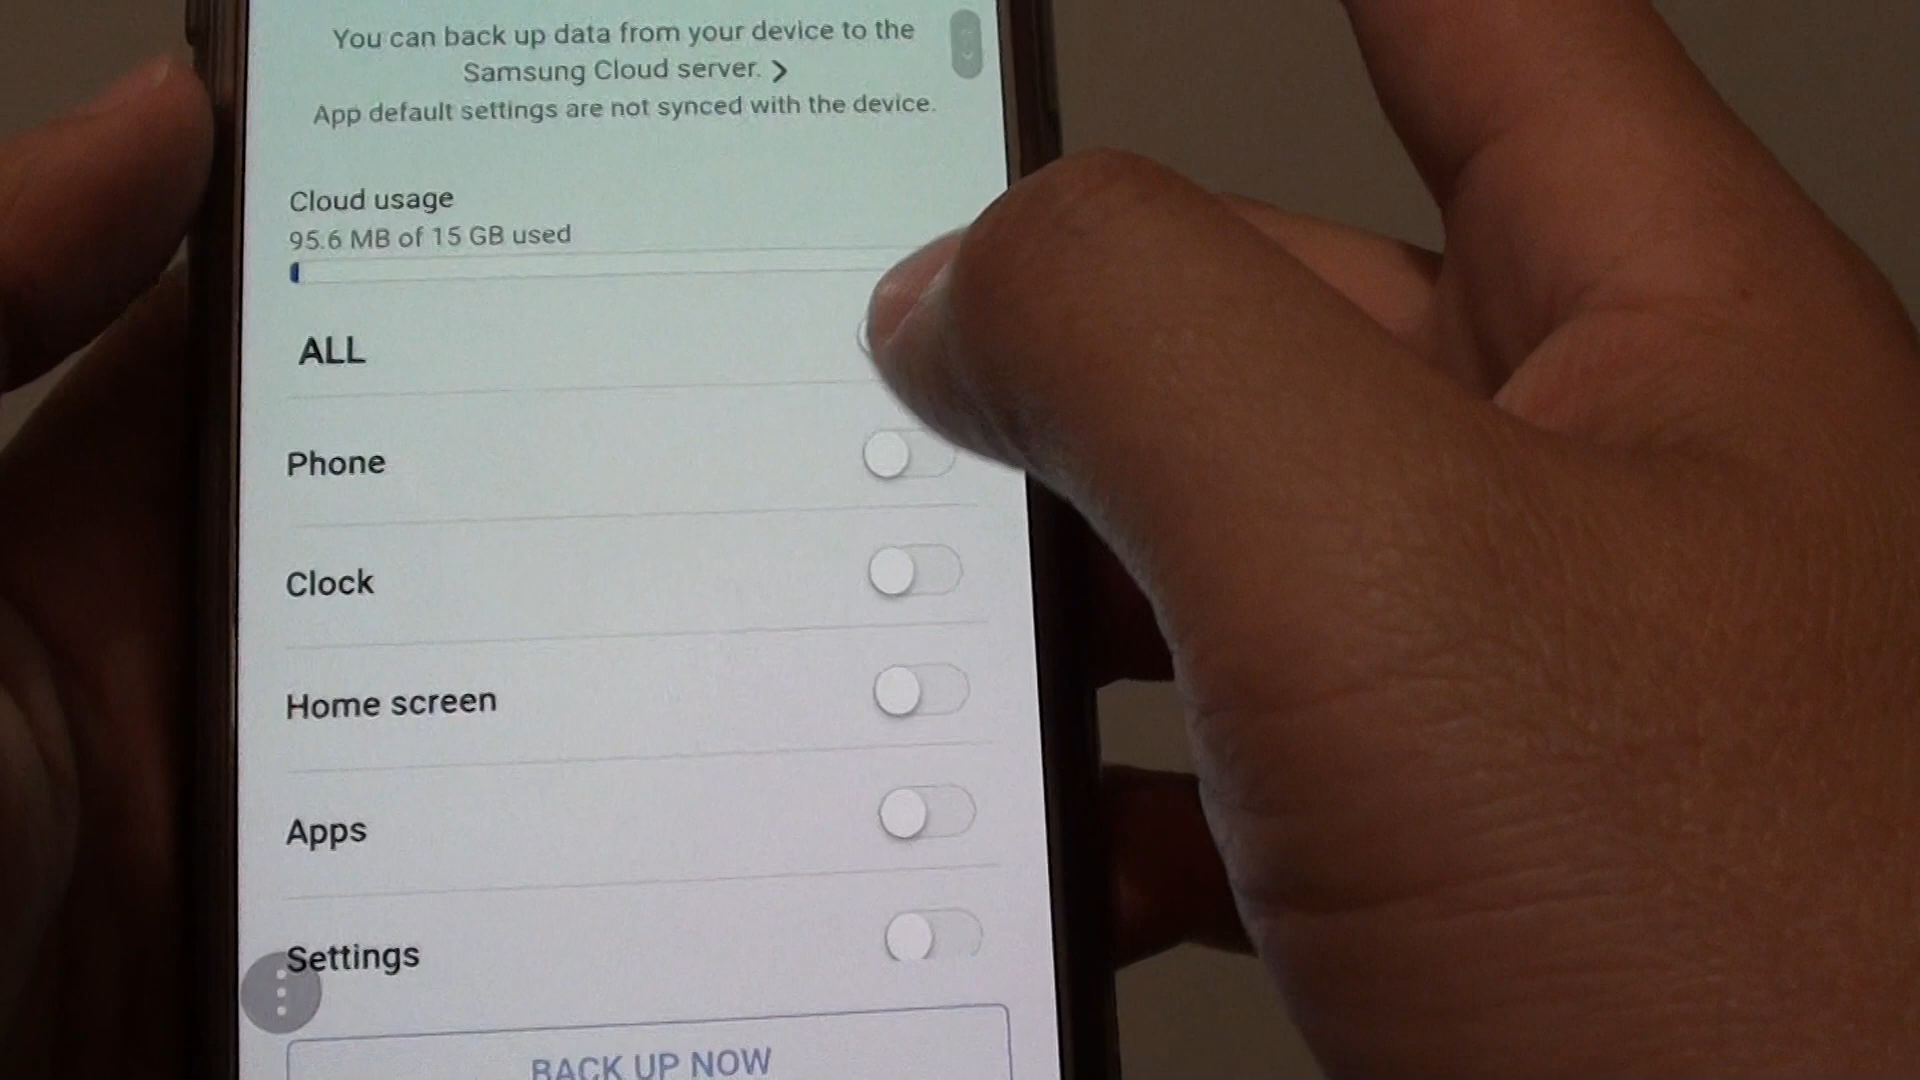 You can back up data from your device to the
Samsung Cloud server. >
App default settings are not synced with the device.
Cloud usage
95.6 MB of 15 GB used
ALL
Phone
Clock
Home screen
Apps
Settings
BACK UP NOW